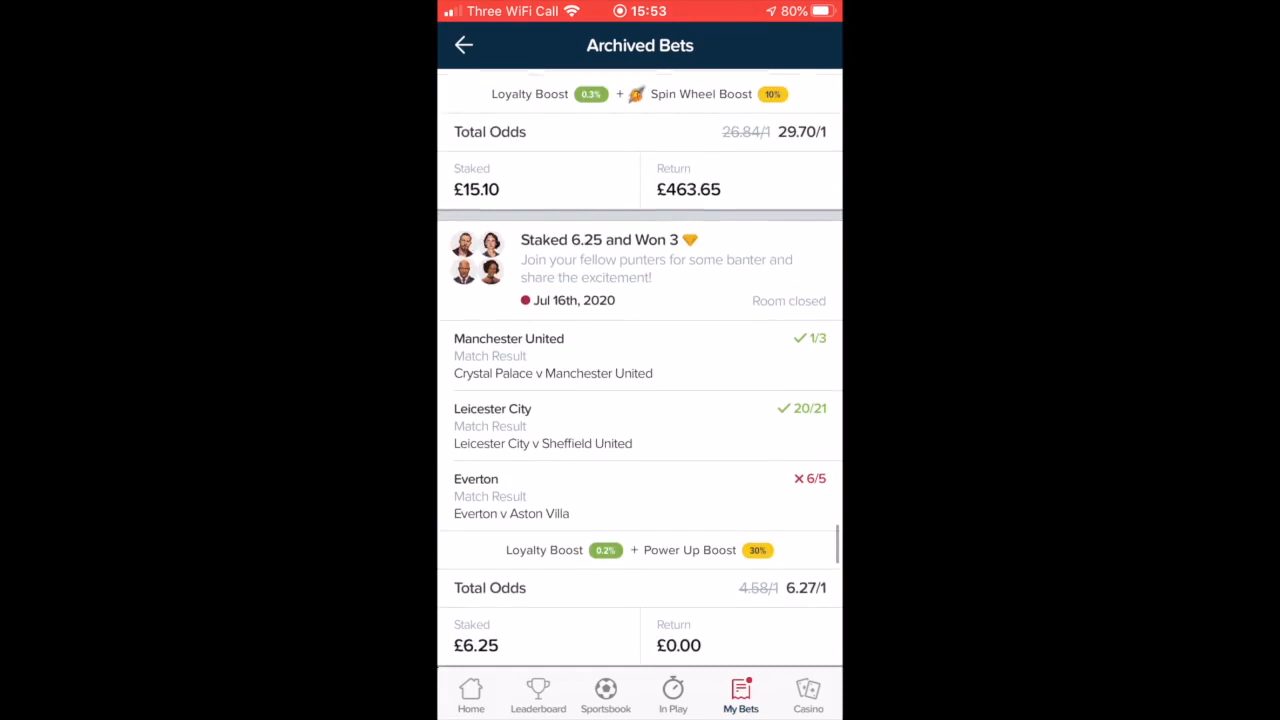 Three WiFi Call 15:53 80%
Archived Bets
Loyalty Boost 0.3% + Spin Wheel Boost 10%
Total Odds 26.84/1 29.70/1
Staked Return
£15.10 £463.65
Staked 6.25 and Won 3
Join your fellow punters for some banter and
share the excitement!
Jul 16th, 2020 Room closed
Manchester United 1/3
Match Result
Crystal Palace v Manchester United
Leicester City 20/21
Match Result
Leicester City v Sheffield United
Everton 6/5
Match Result
Everton v Aston Villa
Loyalty Boost 0.2% + Power Up Boost 30%
Total Odds 4.58/1 6.27/1
Staked Return
£6.25 £0.00
Home Leaderboard Sportsbook In Play My Bets Casino